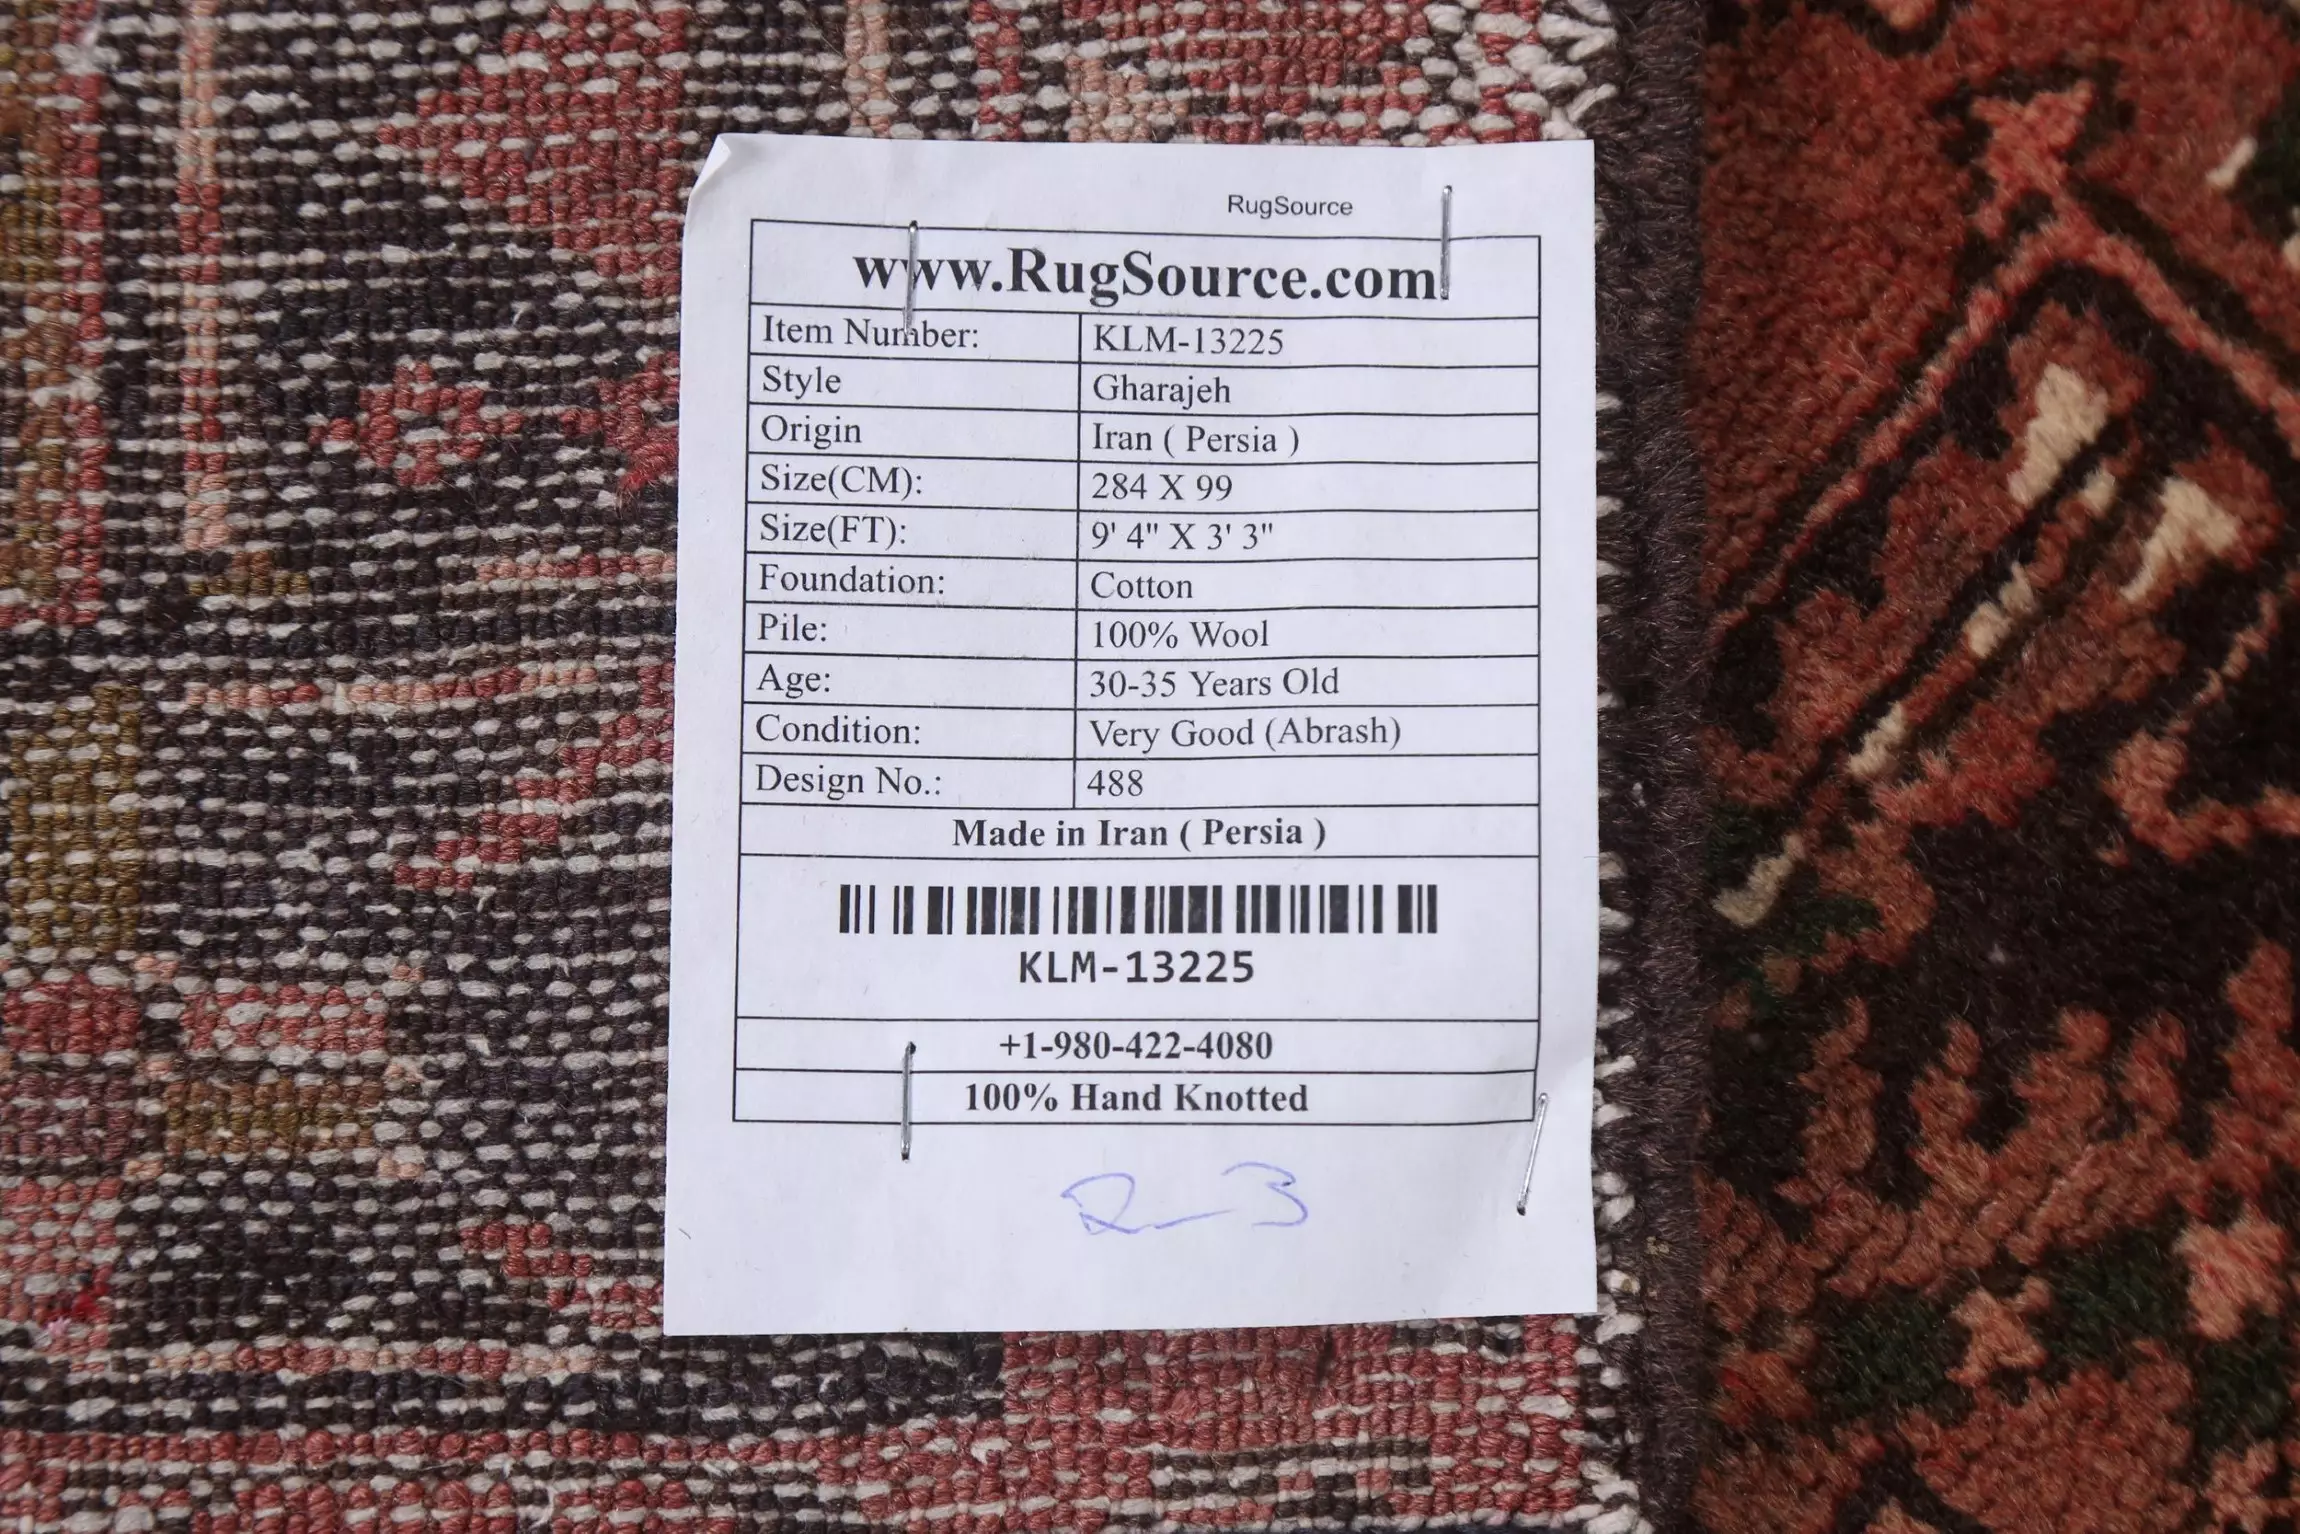 RugSource
www.RugSource.com
Item Number: KLM-13225
Style Gharajeh
Origin Iran ( Persia )
Size(CM): 284 X 99
Size(FT): 9' 4" X 3' 3"
Foundation: Cotton
Pile: 100% Wool
Age: 30-35 Years Old
Condition: Very Good (Abrash)
Design No.: 488
Made in Iran ( Persia )
KLM-13225
+1-980-422-4080
100% Hand Knotted